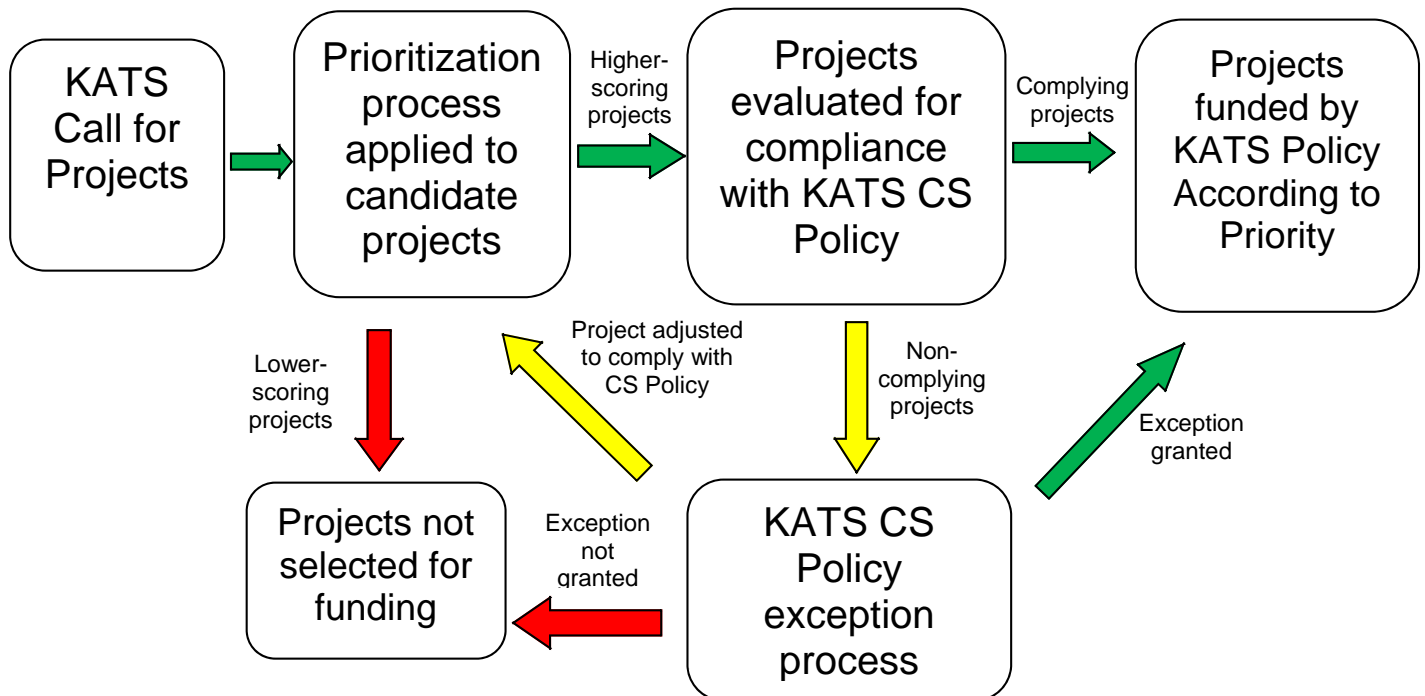 KATS
Call for
Projects
Prioritization
process
applied to
candidate
projects
Higher-
scoring
projects
Projects
evaluated for
compliance
with KATS CS
Policy
Complying
projects
Projects
funded by
KATS Policy
According to
Priority
Lower-
scoring
projects
Project adjusted
to comply with
CS Policy
Non-
complying
projects
Exception
granted
Projects not
selected for
funding
Exception
not
granted
KATS CS
Policy
exception
process